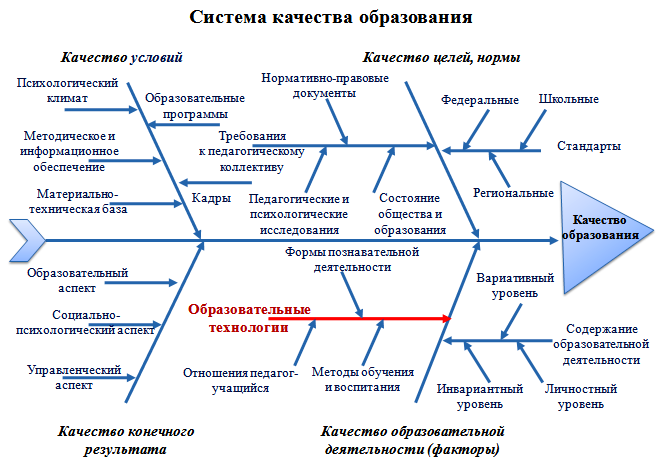 Система качества образования
Качество условий
Качество целей, нормы
Психологический
климат
Образовательные
программы
Методическое и
информационное
обеспечение
Материально-
техническая база
Кадры
Нормативно-правовые
документы
Требования
к педагогическому
коллективу
Педагогические и
психологические
исследования
Состояние
общества и
образования
Федеральные
Школьные
Стандарты
Региональные
Качество
образования
Образовательный
аспект
Социально-
психологический аспект
Управленческий
аспект
Формы познавательной
деятельности
Образовательные
технологии
Отношения педагог-
учащийся
Методы обучения
и воспитания
Вариативный
уровень
Содержание
образовательной
деятельности
Инвариантный
уровень
Личностный
уровень
Качество конечного
результата
Качество образовательной
деятельности (факторы)